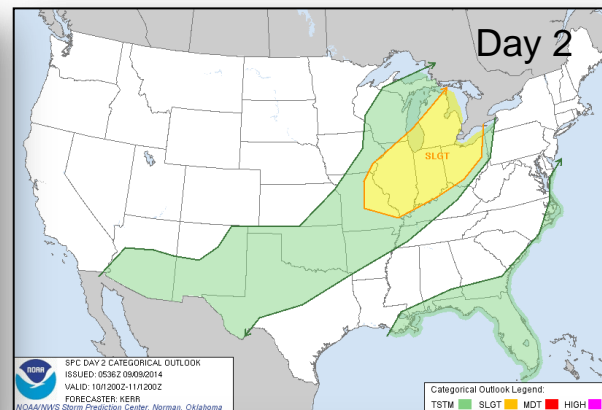 Day 2
SLGT
NOAA
SPC DAY 2 CATEGORICAL OUTLOOK
ISSUED: 0536Z 09/09/2014
VALID: 10/1200Z-11/1200Z
FORECASTER: KERR
NOAA/NWS Storm Prediction Center, Norman, Oklahoma
Categorical Outlook Legend:
TSTM SLGT MDT HIGH